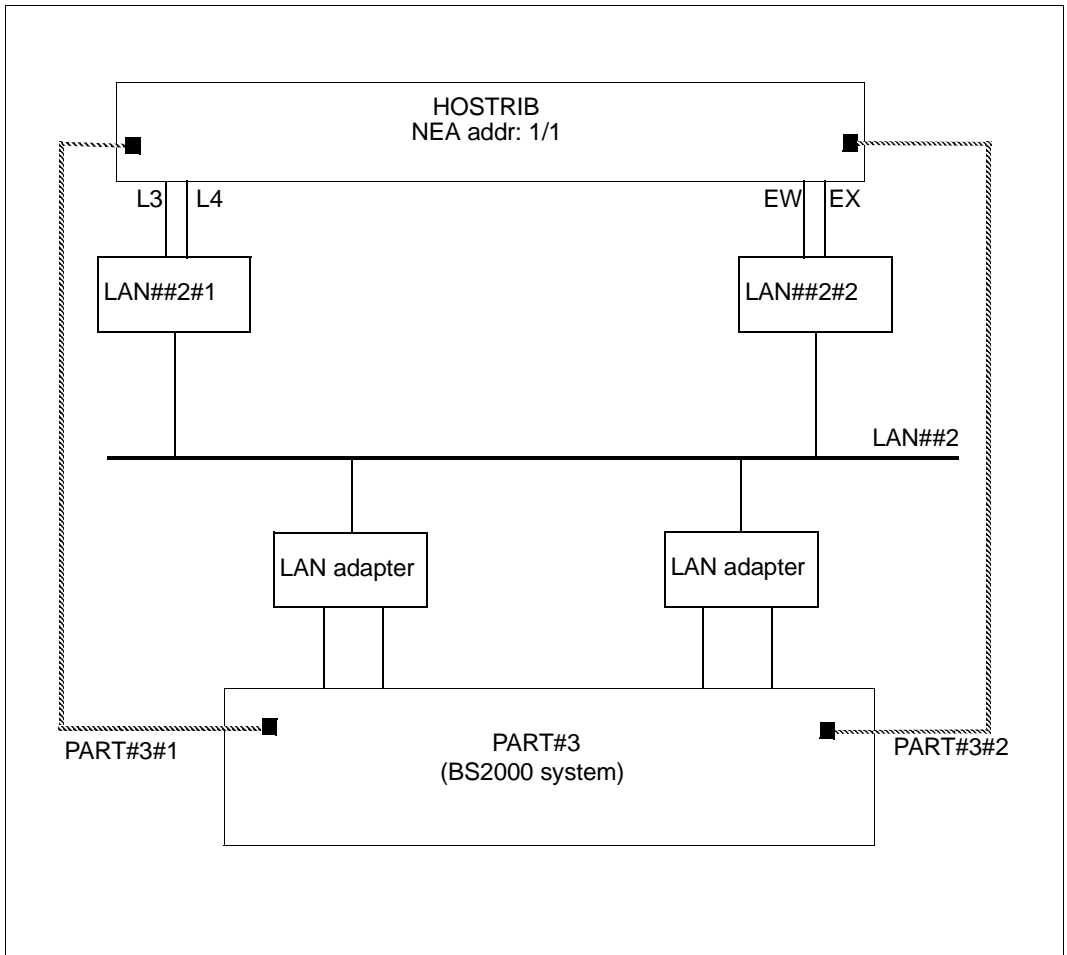 HOSTRIB
NEA addr: 1/1
L3 L4
EW EX
LAN##2#1
LAN##2#2
LAN##2
LAN adapter
LAN adapter
PART#3#1
PART#3
(BS2000 system)
PART#3#2